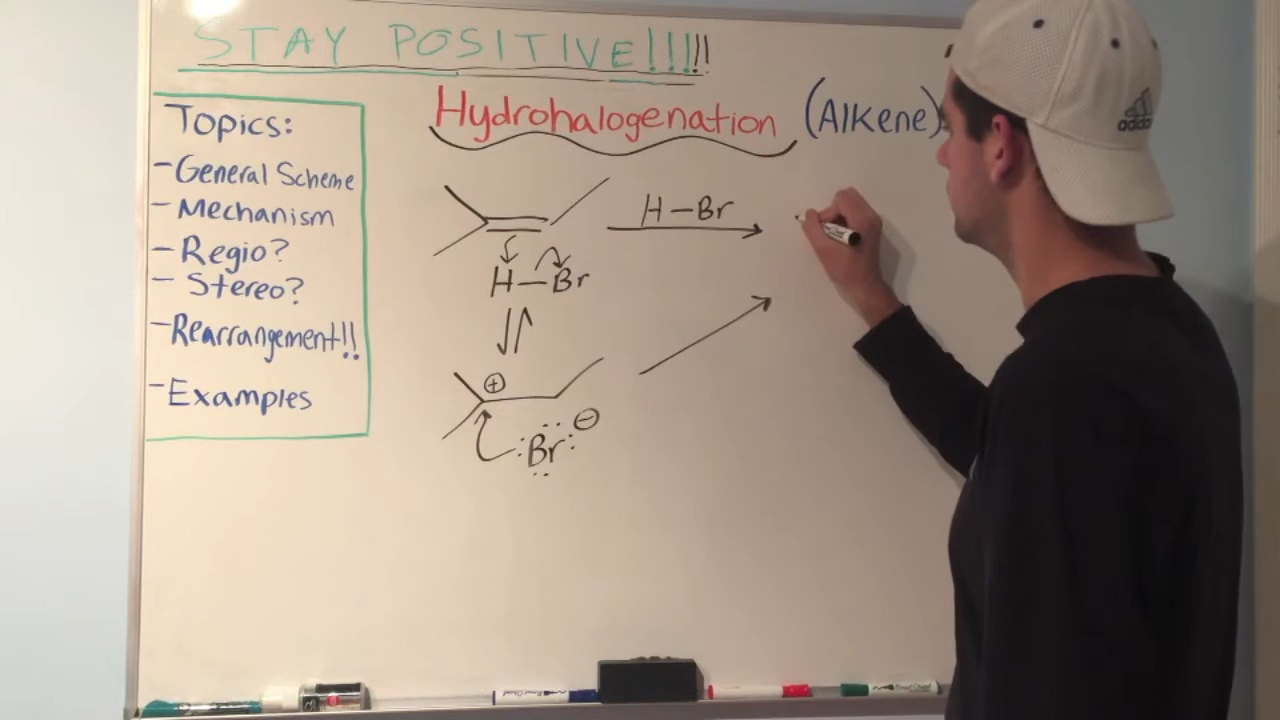 STAY POSITIVE!!!!!
Hydrohalogenation (Alkene)
Topics:
- General Scheme
- Mechanism
- Regio?
- Stereo?
- Rearrangement!!
- Examples
H-Br
H-Br
⊕
:Br: ⊖
adidas